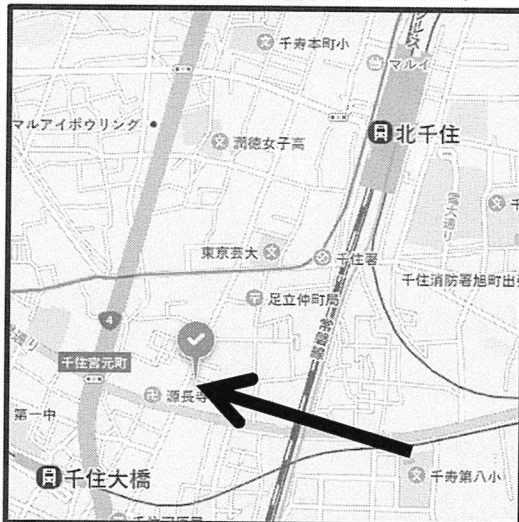 千寿本町小
マルイ
マルアイボウリング
潤徳女子高
北千住
東京芸大
千住署
千住消防署旭町出
足立仲町局
常磐線
4
千住宮元町
源長寺
第一中
千住大橋
千寿第八小